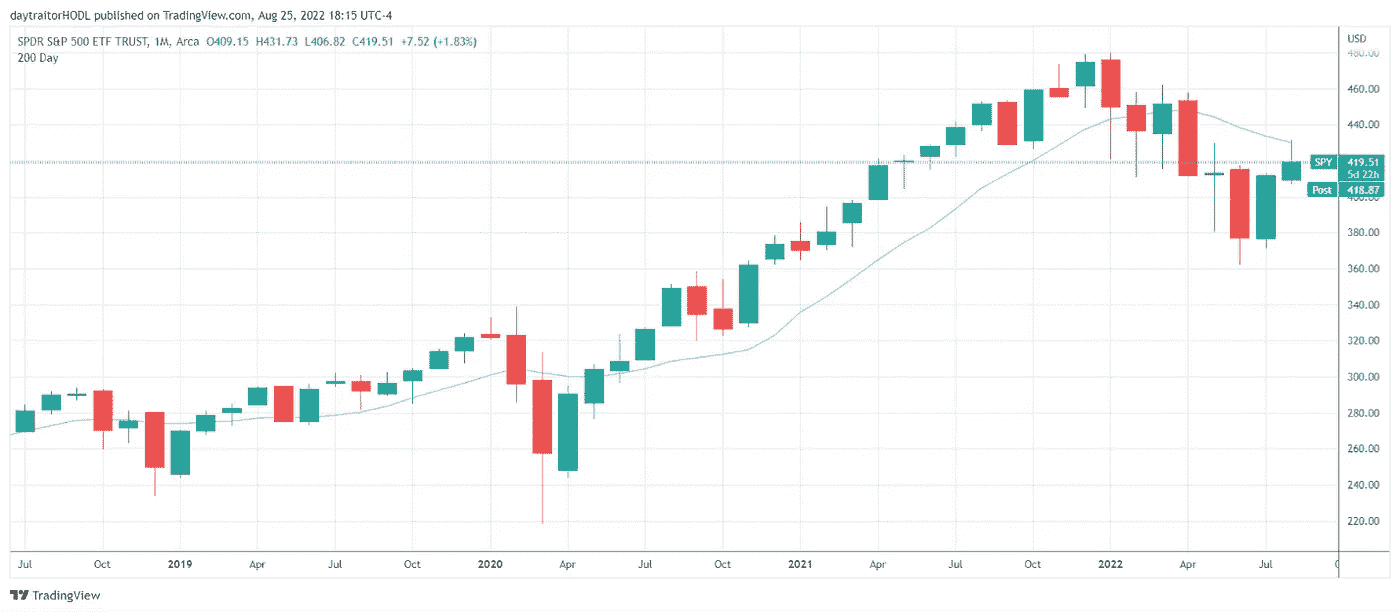 daytraitorHODL published on TradingView.com, Aug 25, 2022 18:15 UTC-4
SPDR S&P 500 ETF TRUST, 1M, Arca O409.15 H431.73 L406.82 C419.51 +7.52 (+1.83%)
200 Day
USD
480.00
460.00
440.00
SPY 419.51
5d 22h
Post 418.87
400.00
380.00
360.00
340.00
320.00
300.00
280.00
260.00
240.00
220.00
Jul Oct 2019 Apr Jul Oct 2020 Apr Jul Oct 2021 Apr Jul Oct 2022 Apr Jul
TradingView